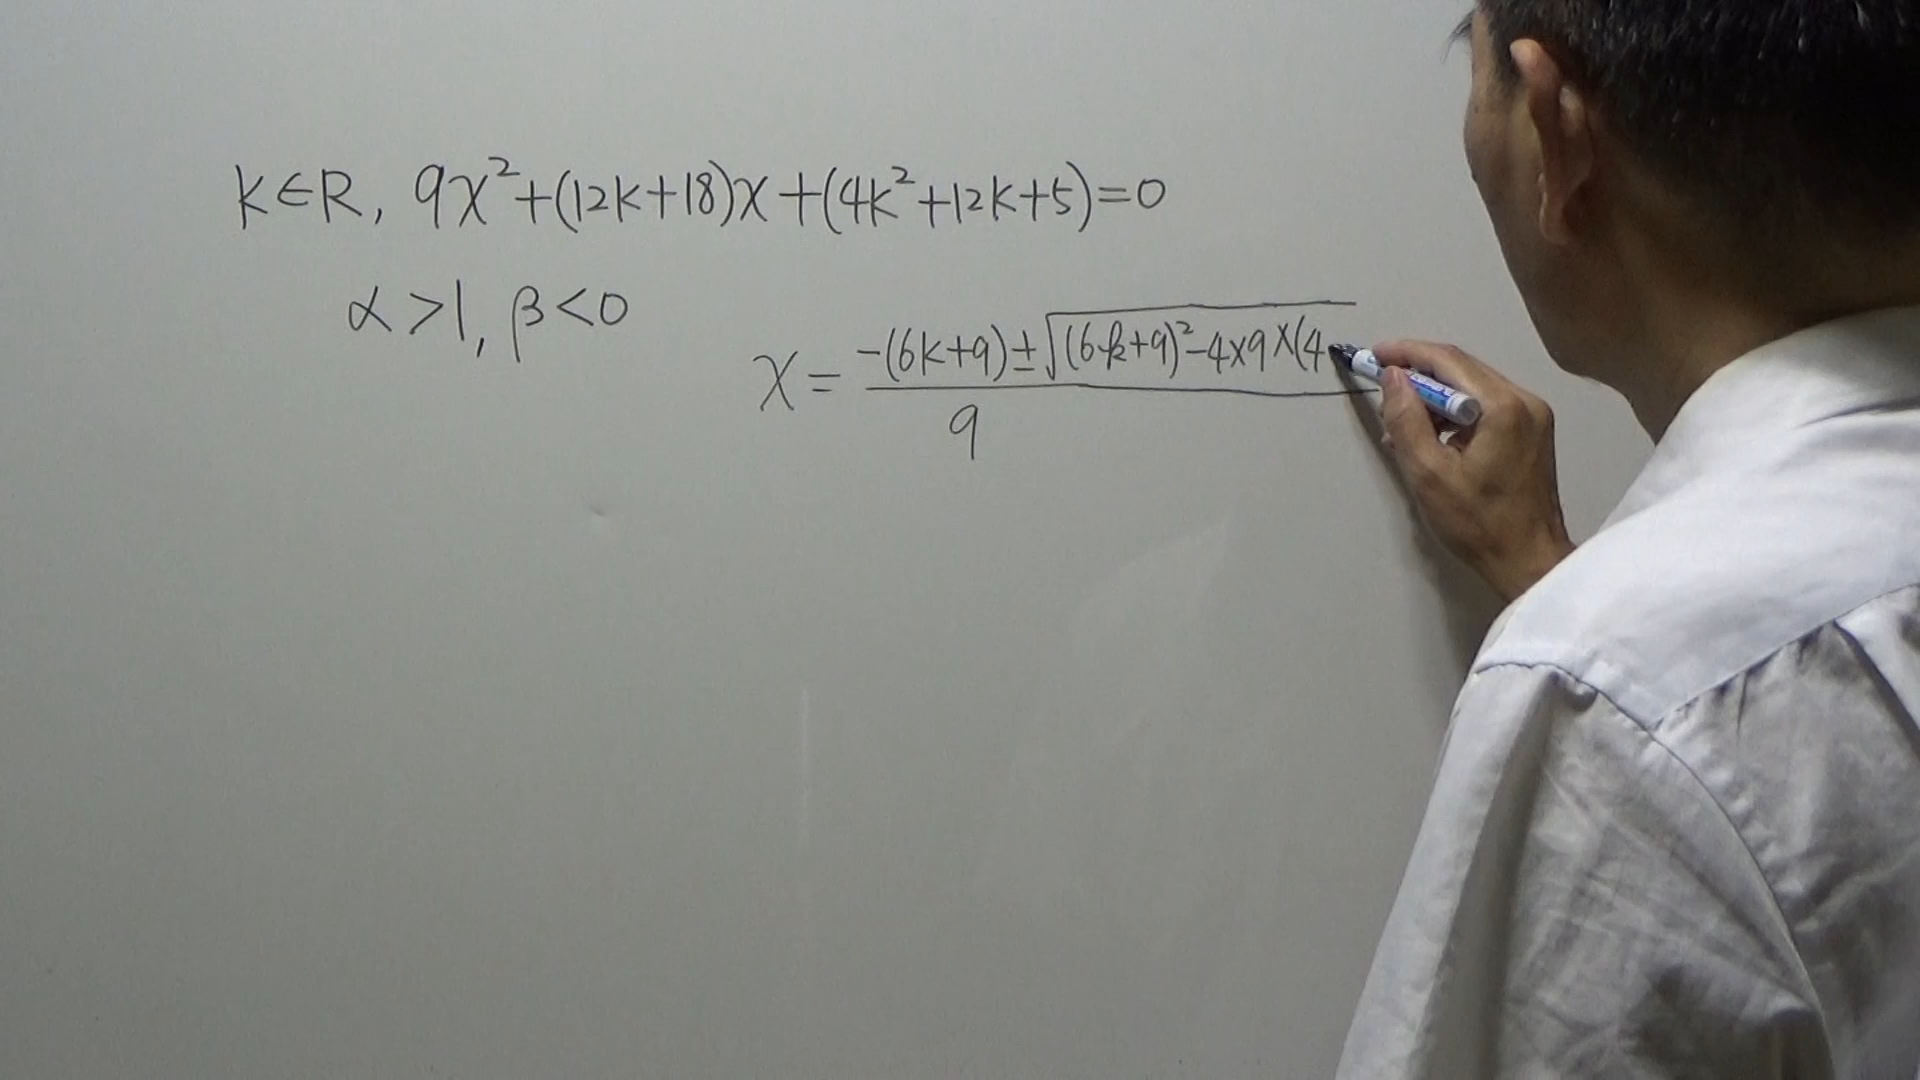 k∈R, 9x²+(12k+18)x+(4k²+12k+5)=0
α>1, β<0
x = -(6k+9)±√(6k+9)²-4×9×(4
9